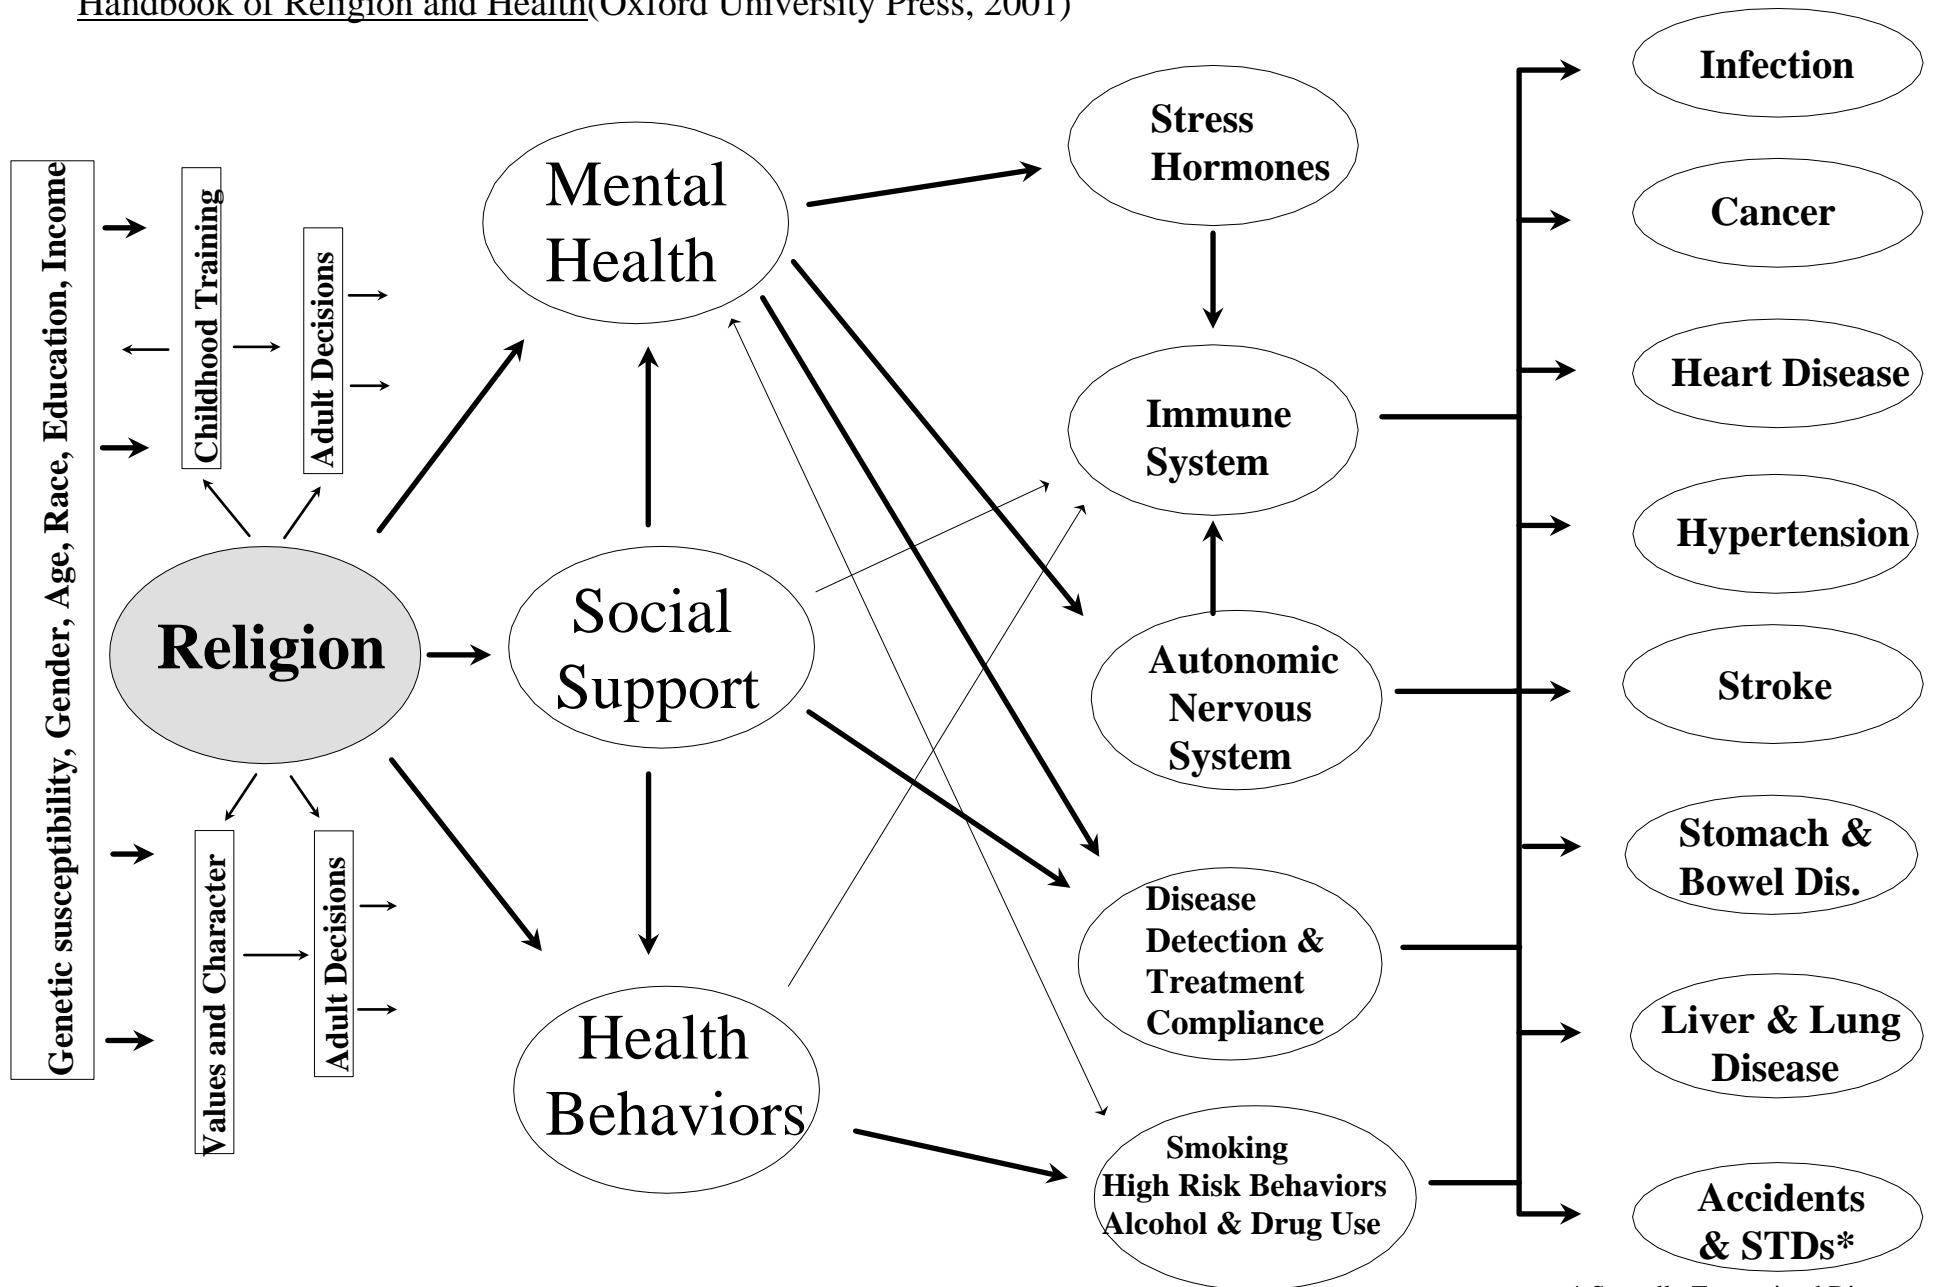 Handbook of Religion and Health(Oxford University Press, 2001)
Genetic susceptibility, Gender, Age, Race, Education, Income
Childhood Training
Adult Decisions
Religion
Values and Character
Adult Decisions
Mental
Health
Social
Support
Health
Behaviors
Stress
Hormones
Immune
System
Autonomic
Nervous
System
Disease
Detection &
Treatment
Compliance
Smoking
High Risk Behaviors
Alcohol & Drug Use
Infection
Cancer
Heart Disease
Hypertension
Stroke
Stomach &
Bowel Dis.
Liver & Lung
Disease
Accidents
& STDs*